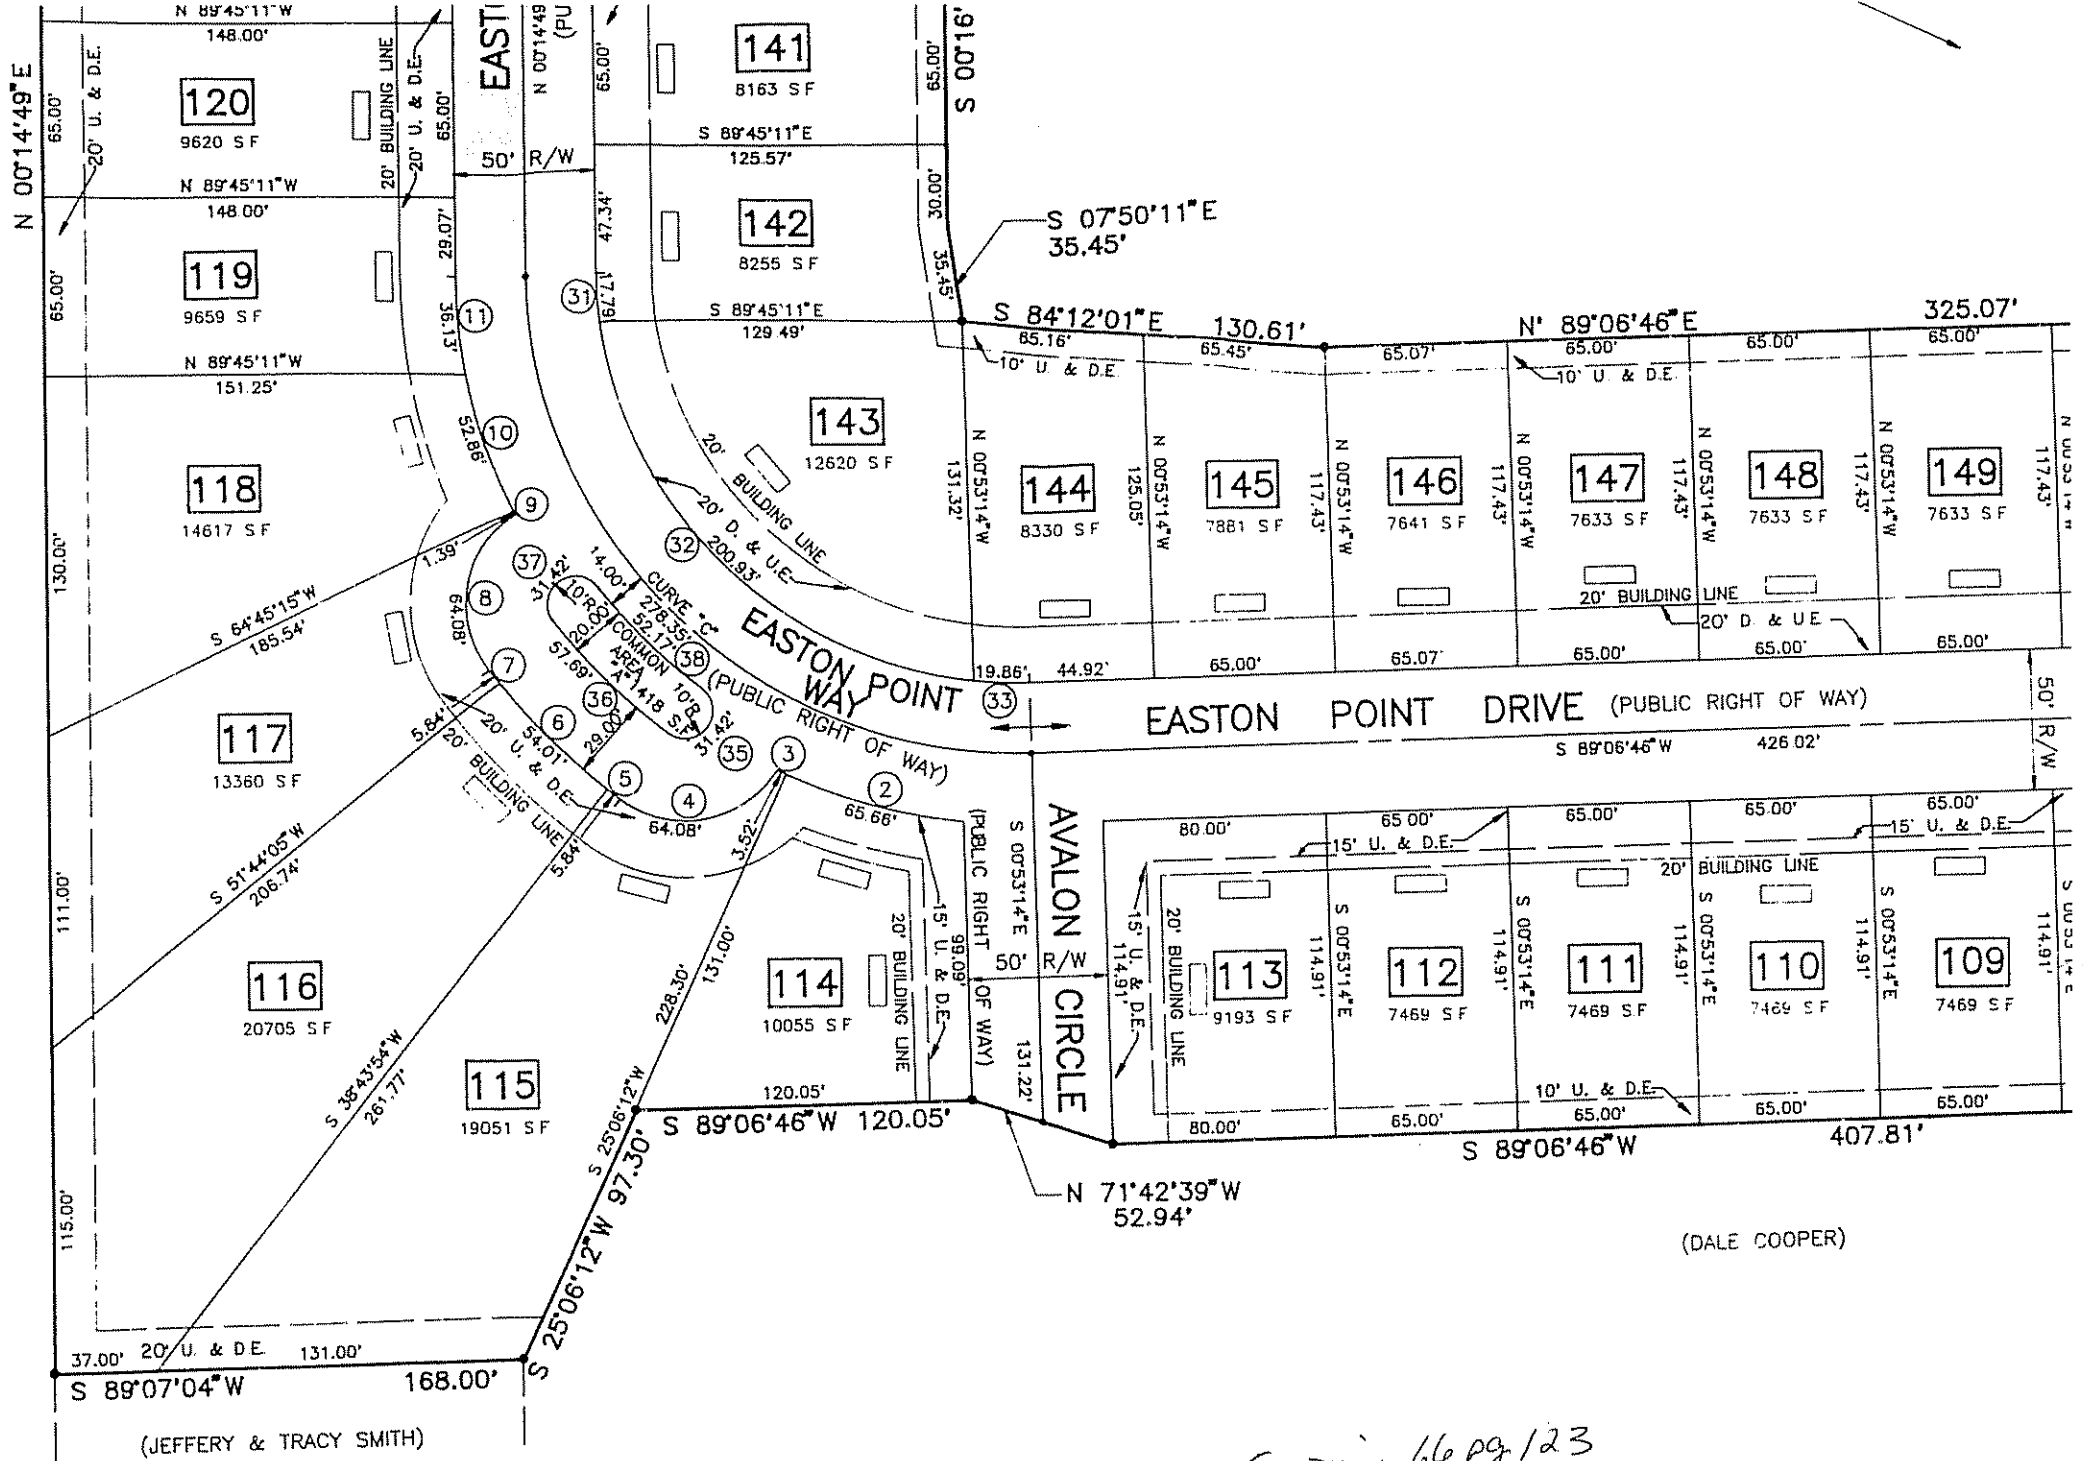 N 89°45'11"W
148.00'
N 00°14'49"E
65.00'
20' U. & D.E.
120
9620 S F
20' BUILDING LINE
20' U. & D.E.
65.00'
N 89°45'11"W
148.00'
65.00'
119
9659 S F
29.07'
36.13'
11
N 89°45'11"W
151.25'
118
14617 S F
52.86'
10
9
130.00'
1.39'
S 64°45'15"W
185.54'
8
64.08'
7
117
13360 S F
5.84'
S 51°44'05"W
206.74'
111.00'
116
20705 S F
6
54.01'
20' U. & D.E.
20' BUILDING LINE
5
4
64.08'
5.84'
S 38°43'54"W
261.77'
115
19051 S F
115.00'
37.00'
20' U. & D.E.
131.00'
S 89°07'04"W
168.00'
(JEFFERY & TRACY SMITH)
S 25°06'12"W 97.30'
S 25°06'12"W
228.30'
131.00'
3.52'
3
2
65.66'
114
10055 S F
20' BUILDING LINE
15' U. & D.E.
99.09'
120.05'
S 89°06'46"W 120.05'
N 00°14'49
50' R/W
65.00'
141
8163 S F
65.00'
S 00°16'
S 89°45'11"E
125.57'
47.34'
142
8255 S F
30.00'
35.45'
S 07°50'11"E
35.45'
31
17.79'
S 89°45'11"E
129.49'
S 84°12'01"E 130.61'
N 89°06'46"E
325.07'
65.16'
65.45'
65.07'
65.00'
65.00'
65.00'
10' U. & D.E.
10' U. & D.E.
143
12620 S F
20' BUILDING LINE
20' D. & U.E.
32
200.93'
37
31.42'
10'R
14.00'
20.00'
COMMON AREA "A" 1418 S.F.
57.69'
36
29.00'
CURVE "C"
278.35'
52.17'
38
10'R
31.42'
35
EASTON POINT WAY
(PUBLIC RIGHT OF WAY)
N 00°53'14"W
131.32'
144
8330 S F
125.05'
N 00°53'14"W
145
7881 S F
117.43'
N 00°53'14"W
146
7641 S F
117.43'
N 00°53'14"W
147
7633 S F
117.43'
N 00°53'14"W
148
7633 S F
117.43'
N 00°53'14"W
149
7633 S F
117.43'
20' BUILDING LINE
20' D. & U.E.
19.86'
44.92'
65.00'
65.07'
65.00'
65.00'
65.00'
33
EASTON POINT DRIVE (PUBLIC RIGHT OF WAY)
S 89°06'46"W
426.02'
50' R/W
(PUBLIC RIGHT OF WAY)
S 00°53'14"E
131.22'
AVALON CIRCLE
50' R/W
80.00'
65.00'
65.00'
65.00'
65.00'
15' U. & D.E.
15' U. & D.E.
20' BUILDING LINE
15' U. & D.E.
114.91'
20' BUILDING LINE
113
9193 S F
S 00°53'14"E
114.91'
112
7469 S F
S 00°53'14"E
114.91'
111
7469 S F
S 00°53'14"E
114.91'
110
7469 S F
S 00°53'14"E
114.91'
109
7469 S F
114.91'
10' U. & D.E.
80.00'
65.00'
65.00'
65.00'
65.00'
S 89°06'46"W
407.81'
N 71°42'39"W
52.94'
(DALE COOPER)
66 pg. 123